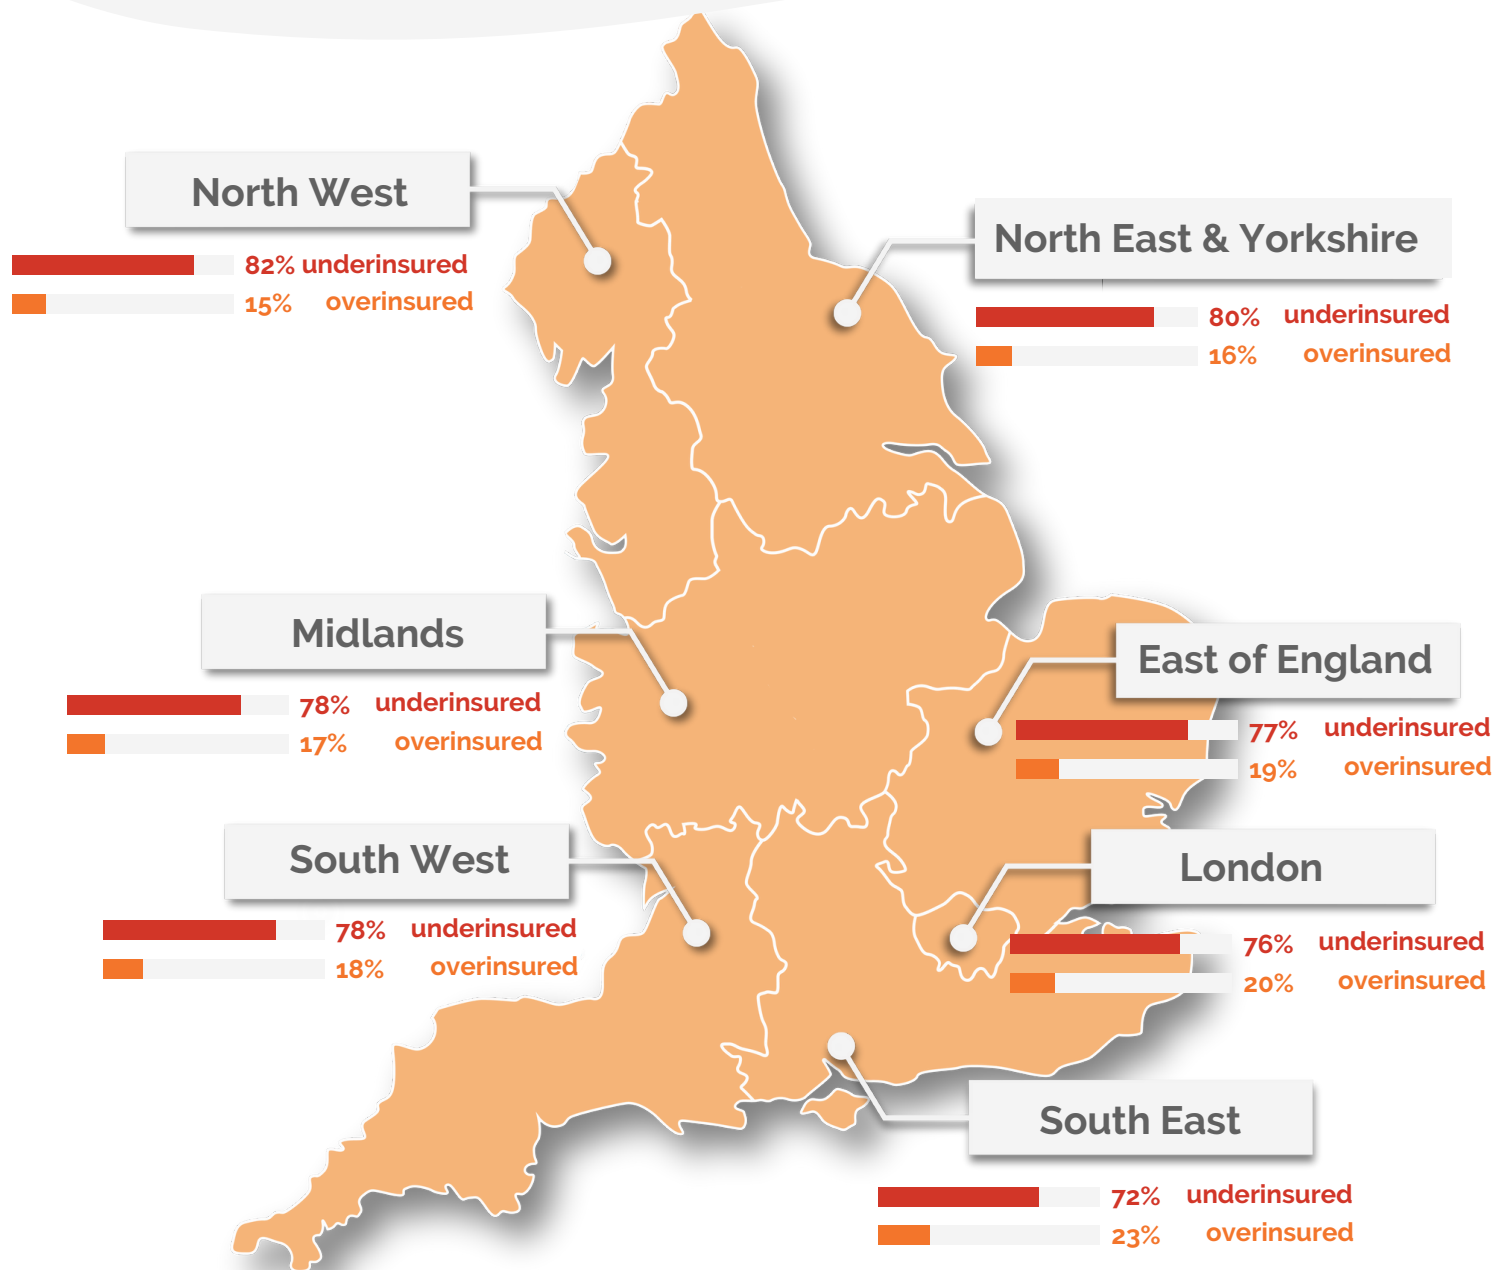 North West
82% underinsured
15% overinsured
North East & Yorkshire
80% underinsured
16% overinsured
Midlands
78% underinsured
17% overinsured
East of England
77% underinsured
19% overinsured
South West
78% underinsured
18% overinsured
London
76% underinsured
20% overinsured
South East
72% underinsured
23% overinsured